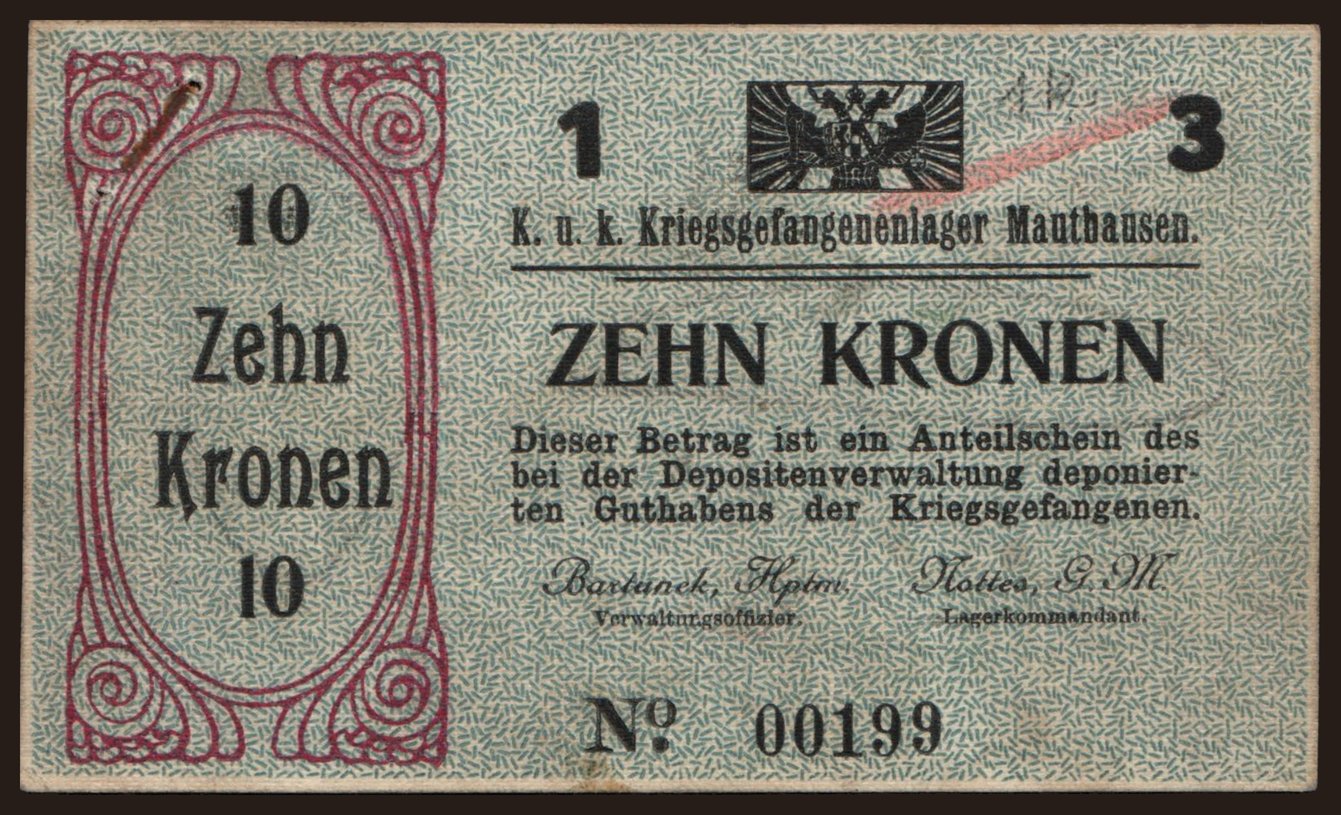 10
Zehn
Kronen
10
1 3
K. u. k. Kriegsgefangenenlager Mauthausen.
ZEHN KRONEN
Dieser Betrag ist ein Anteilschein des
bei der Depositenverwaltung deponier-
ten Guthabens der Kriegsgefangenen.
Bartunek, Hptm. Nottes, G. M.
Verwaltungsoffizier. Lagerkommandant.
No. 00199